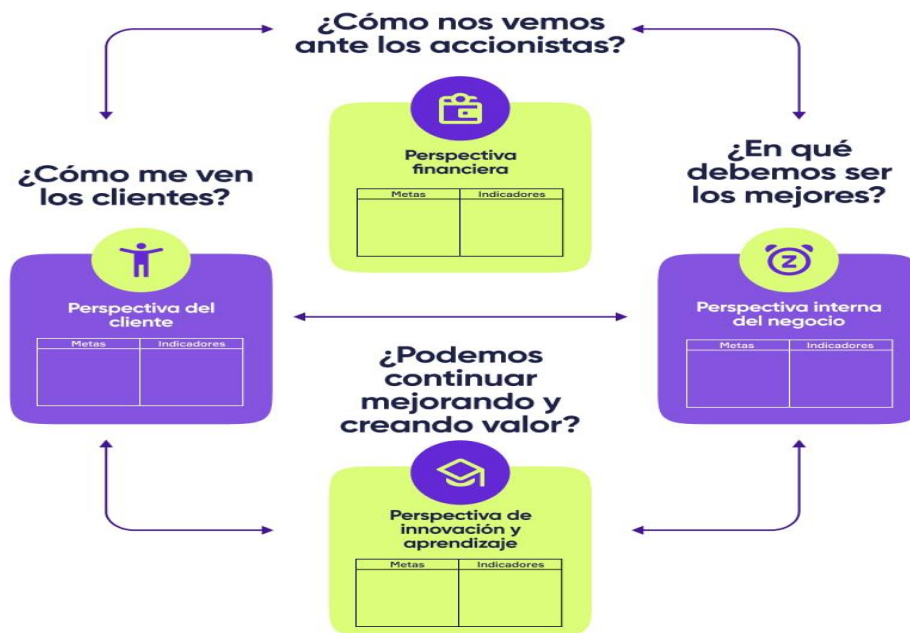 ¿Cómo nos vemos
ante los accionistas?
Perspectiva
financiera
Metas Indicadores
¿Cómo me ven
los clientes?
Perspectiva del
cliente
Metas Indicadores
¿En qué
debemos ser
los mejores?
Perspectiva interna
del negocio
Metas Indicadores
¿Podemos
continuar
mejorando y
creando valor?
Perspectiva de
innovación y
aprendizaje
Metas Indicadores